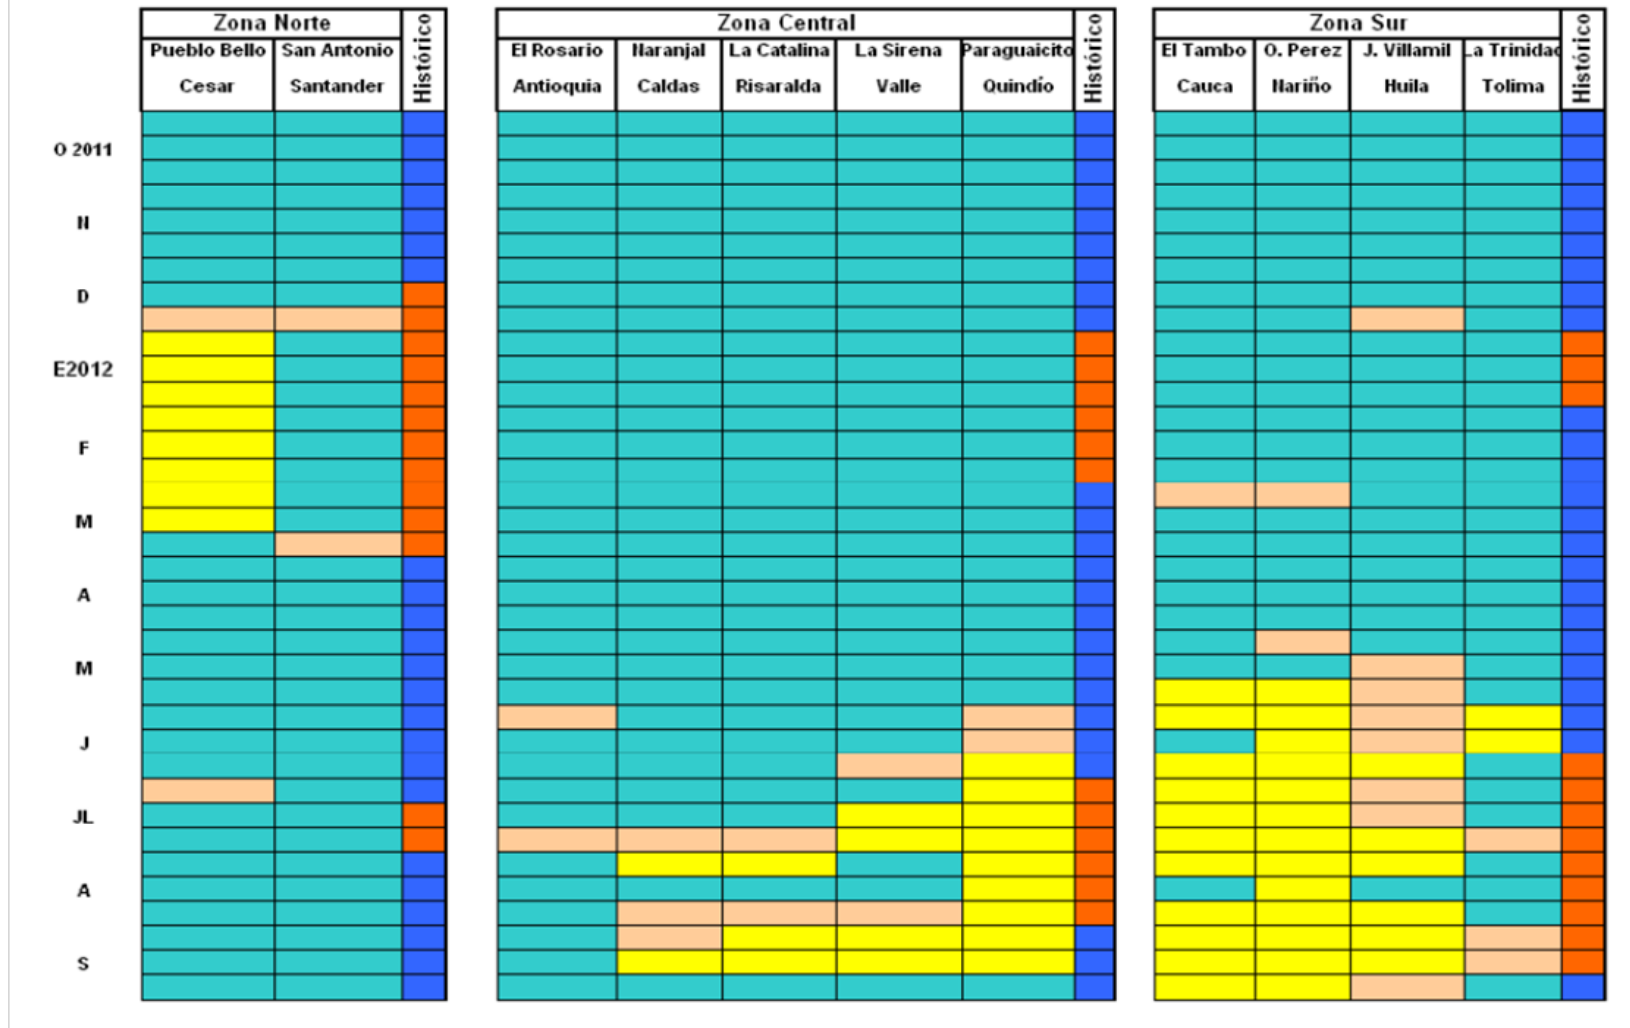 Zona Norte
Pueblo Bello San Antonio
Cesar Santander
Histórico
Zona Central
El Rosario Naranjal La Catalina La Sirena Paraguaicito
Antioquia Caldas Risaralda Valle Quindío
Histórico
Zona Sur
El Tambo O. Perez J. Villamil La Trinidad
Cauca Nariño Huila Tolima
Histórico
O 2011
N
D
E2012
F
M
A
M
J
JL
A
S